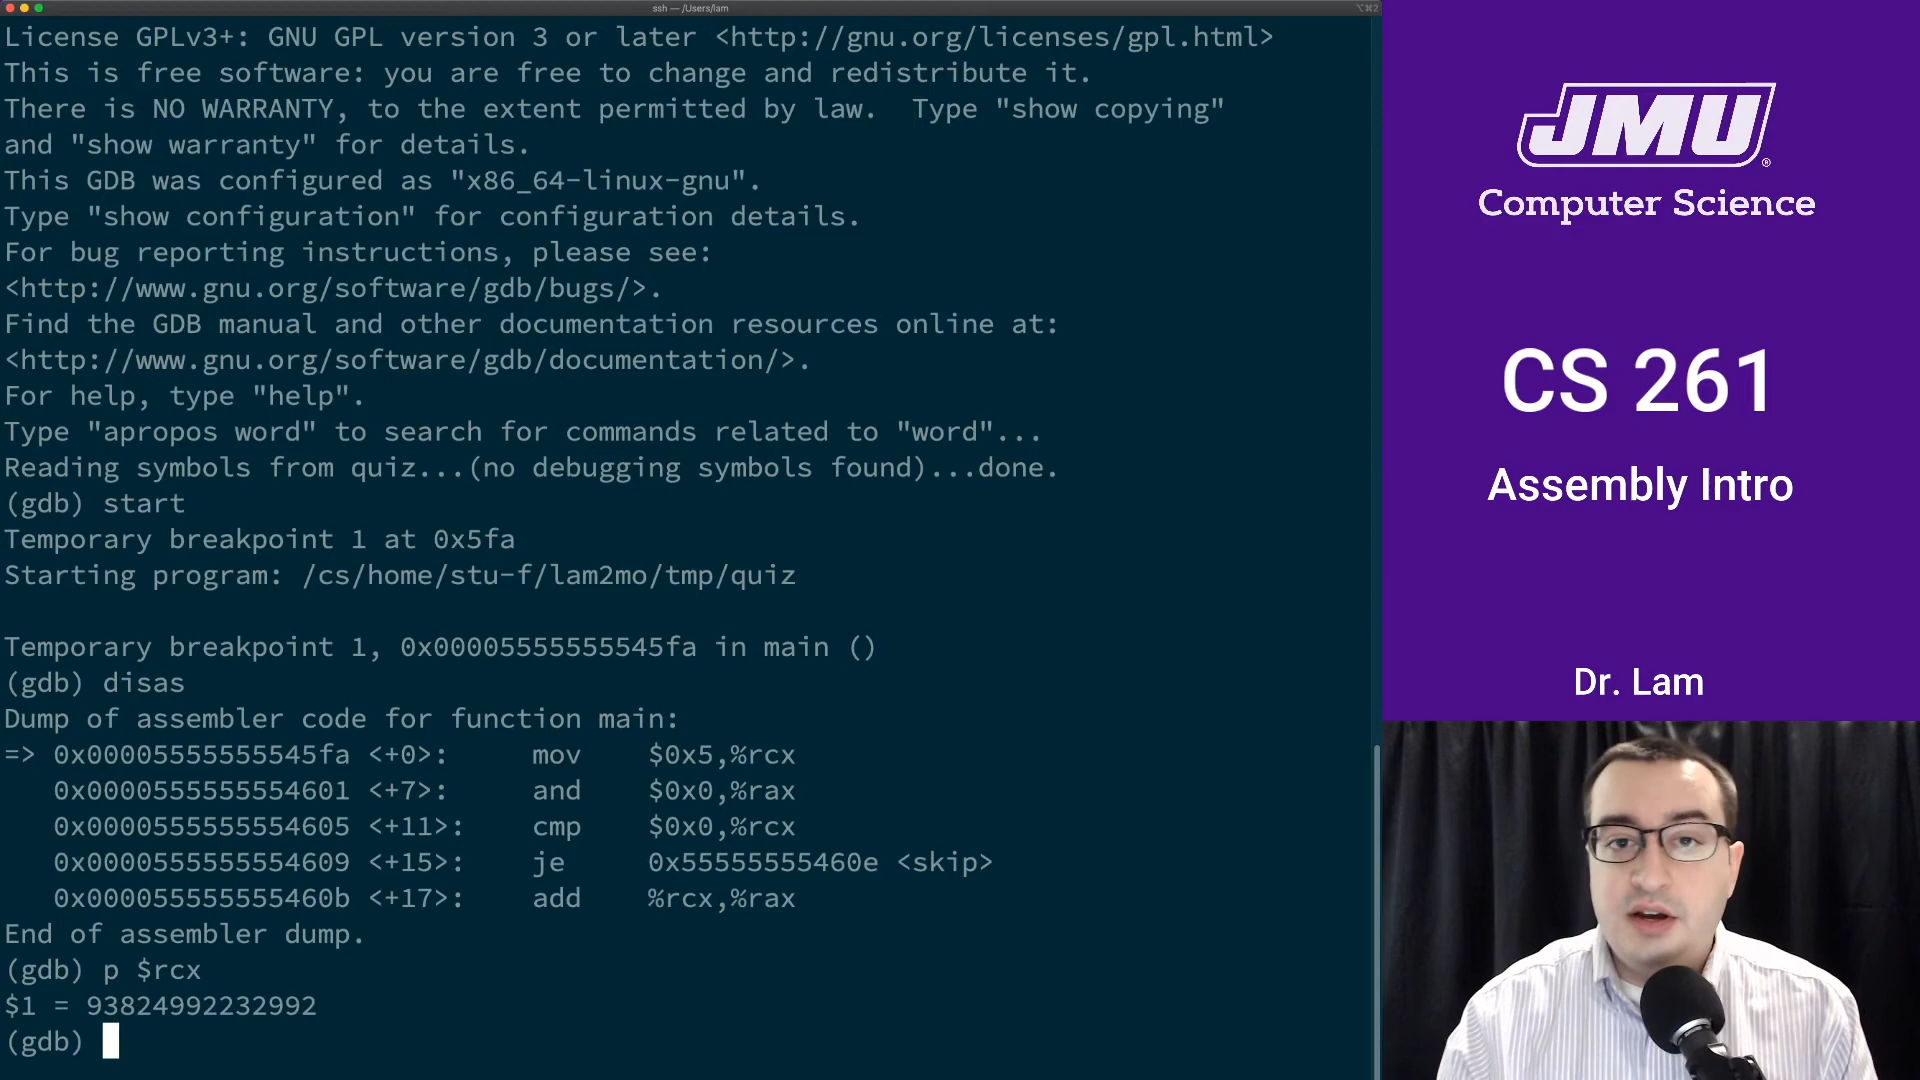 ssh — /Users/lam
⌥⌘2
License GPLv3+: GNU GPL version 3 or later <http://gnu.org/licenses/gpl.html>
This is free software: you are free to change and redistribute it.
There is NO WARRANTY, to the extent permitted by law.  Type "show copying"
and "show warranty" for details.
This GDB was configured as "x86_64-linux-gnu".
Type "show configuration" for configuration details.
For bug reporting instructions, please see:
<http://www.gnu.org/software/gdb/bugs/>.
Find the GDB manual and other documentation resources online at:
<http://www.gnu.org/software/gdb/documentation/>.
For help, type "help".
Type "apropos word" to search for commands related to "word"...
Reading symbols from quiz...(no debugging symbols found)...done.
(gdb) start
Temporary breakpoint 1 at 0x5fa
Starting program: /cs/home/stu-f/lam2mo/tmp/quiz
Temporary breakpoint 1, 0x00005555555545fa in main ()
(gdb) disas
Dump of assembler code for function main:
=> 0x00005555555545fa <+0>:     mov    $0x5,%rcx
   0x0000555555554601 <+7>:     and    $0x0,%rax
   0x0000555555554605 <+11>:    cmp    $0x0,%rcx
   0x0000555555554609 <+15>:    je     0x55555555460e <skip>
   0x000055555555460b <+17>:    add    %rcx,%rax
End of assembler dump.
(gdb) p $rcx
$1 = 93824992232992
(gdb)
JMU®
Computer Science
CS 261
Assembly Intro
Dr. Lam